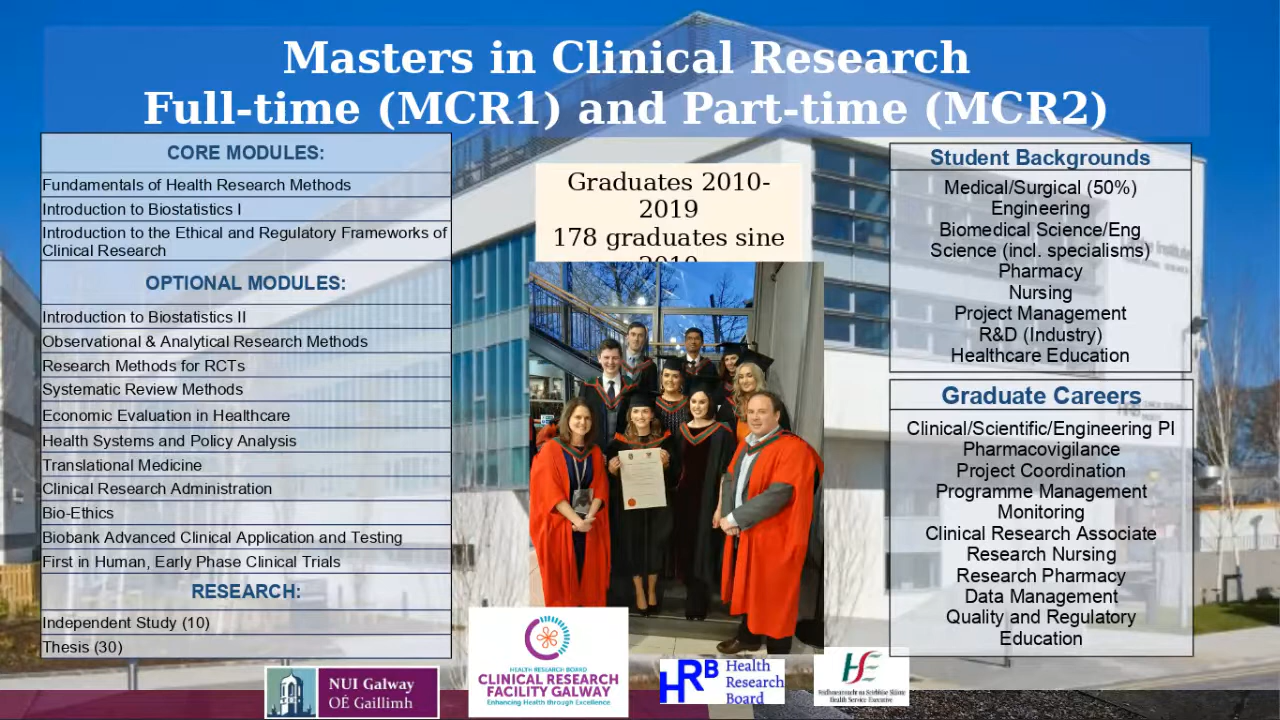 Masters in Clinical Research
Full-time (MCR1) and Part-time (MCR2)
CORE MODULES:
Fundamentals of Health Research Methods
Introduction to Biostatistics I
Introduction to the Ethical and Regulatory Frameworks of
Clinical Research
OPTIONAL MODULES:
Introduction to Biostatistics II
Observational & Analytical Research Methods
Research Methods for RCTs
Systematic Review Methods
Economic Evaluation in Healthcare
Health Systems and Policy Analysis
Translational Medicine
Clinical Research Administration
Bio-Ethics
Biobank Advanced Clinical Application and Testing
First in Human, Early Phase Clinical Trials
RESEARCH:
Independent Study (10)
Thesis (30)
Graduates 2010-
2019
178 graduates sine
2010
Student Backgrounds
Medical/Surgical (50%)
Engineering
Biomedical Science/Eng
Science (incl. specialisms)
Pharmacy
Nursing
Project Management
R&D (Industry)
Healthcare Education
Graduate Careers
Clinical/Scientific/Engineering PI
Pharmacovigilance
Project Coordination
Programme Management
Monitoring
Clinical Research Associate
Research Nursing
Research Pharmacy
Data Management
Quality and Regulatory
Education
NUI Galway
OÉ Gaillimh
HEALTH RESEARCH BOARD
CLINICAL RESEARCH
FACILITY GALWAY
Enhancing Health through Excellence
HRB
Health
Research
Board
Feidhmeannacht na Seirbhíse Sláinte
Health Service Executive